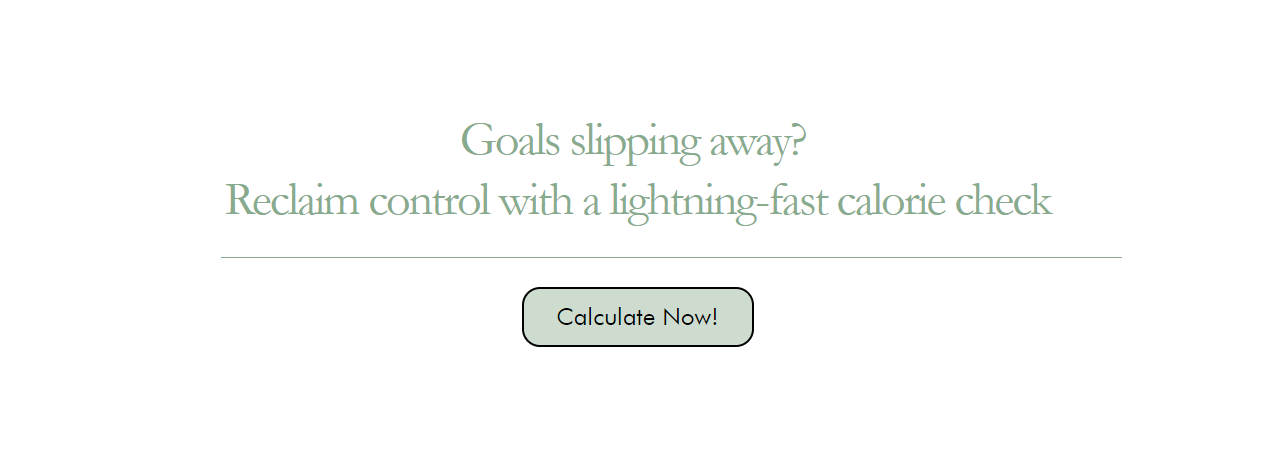 Goals slipping away?
Reclaim control with a lightning-fast calorie check
Calculate Now!